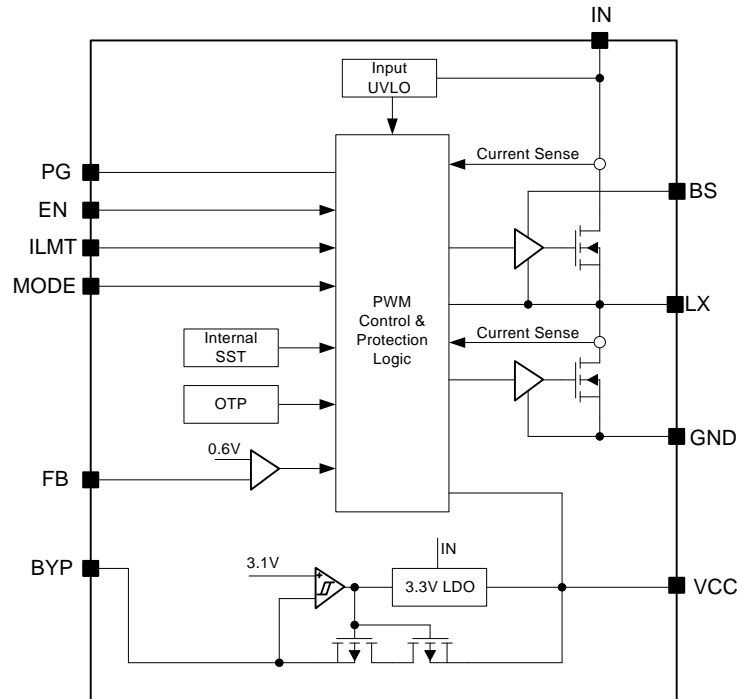 IN
Input
UVLO
Current Sense
PG
BS
EN
ILMT
MODE
PWM
Control &
Protection
Logic
LX
Internal
SST
Current Sense
OTP
GND
0.6V
FB
IN
3.1V
+
3.3V LDO
BYP
VCC